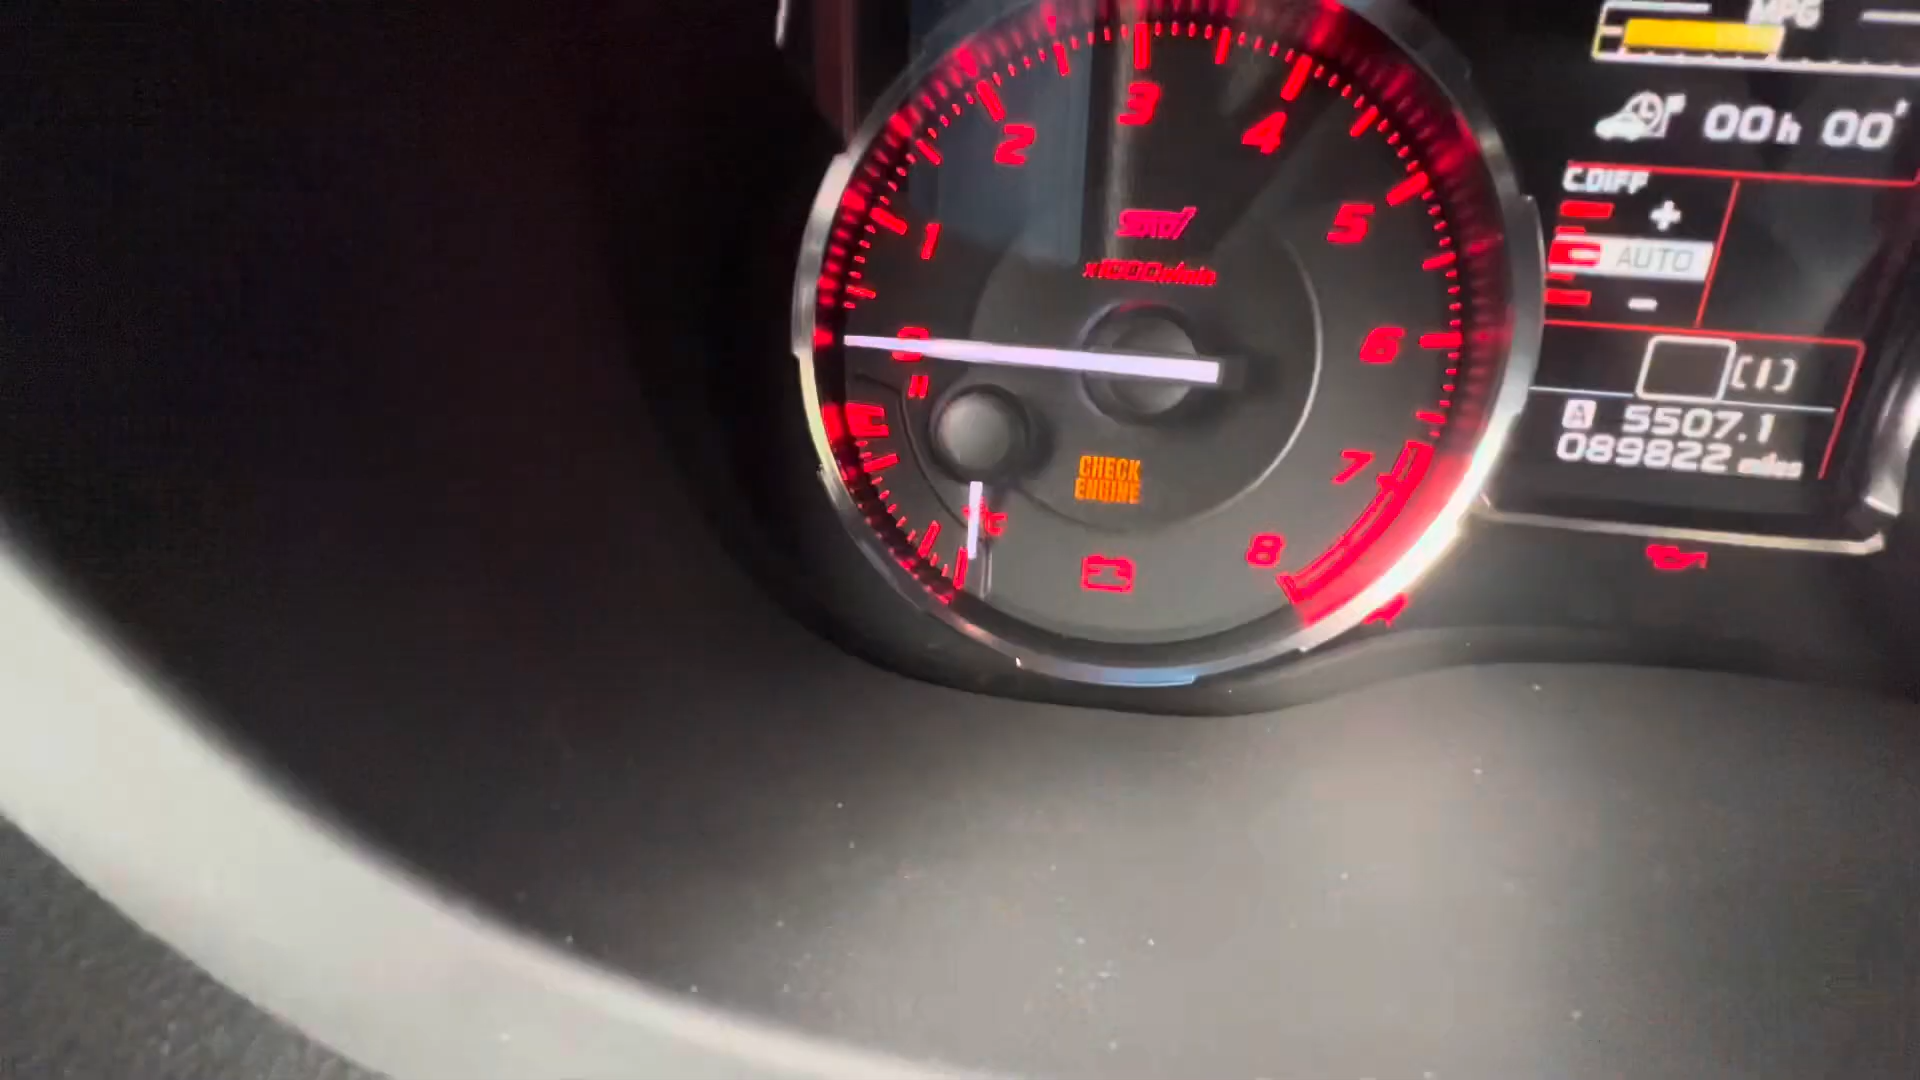 MPG
00h 00'
C.DIFF
+
AUTO
-
[1]
A 5507.1
089822 miles
0
1
2
3
4
5
6
7
8
STI
x1000r/min
H
C
CHECK
ENGINE